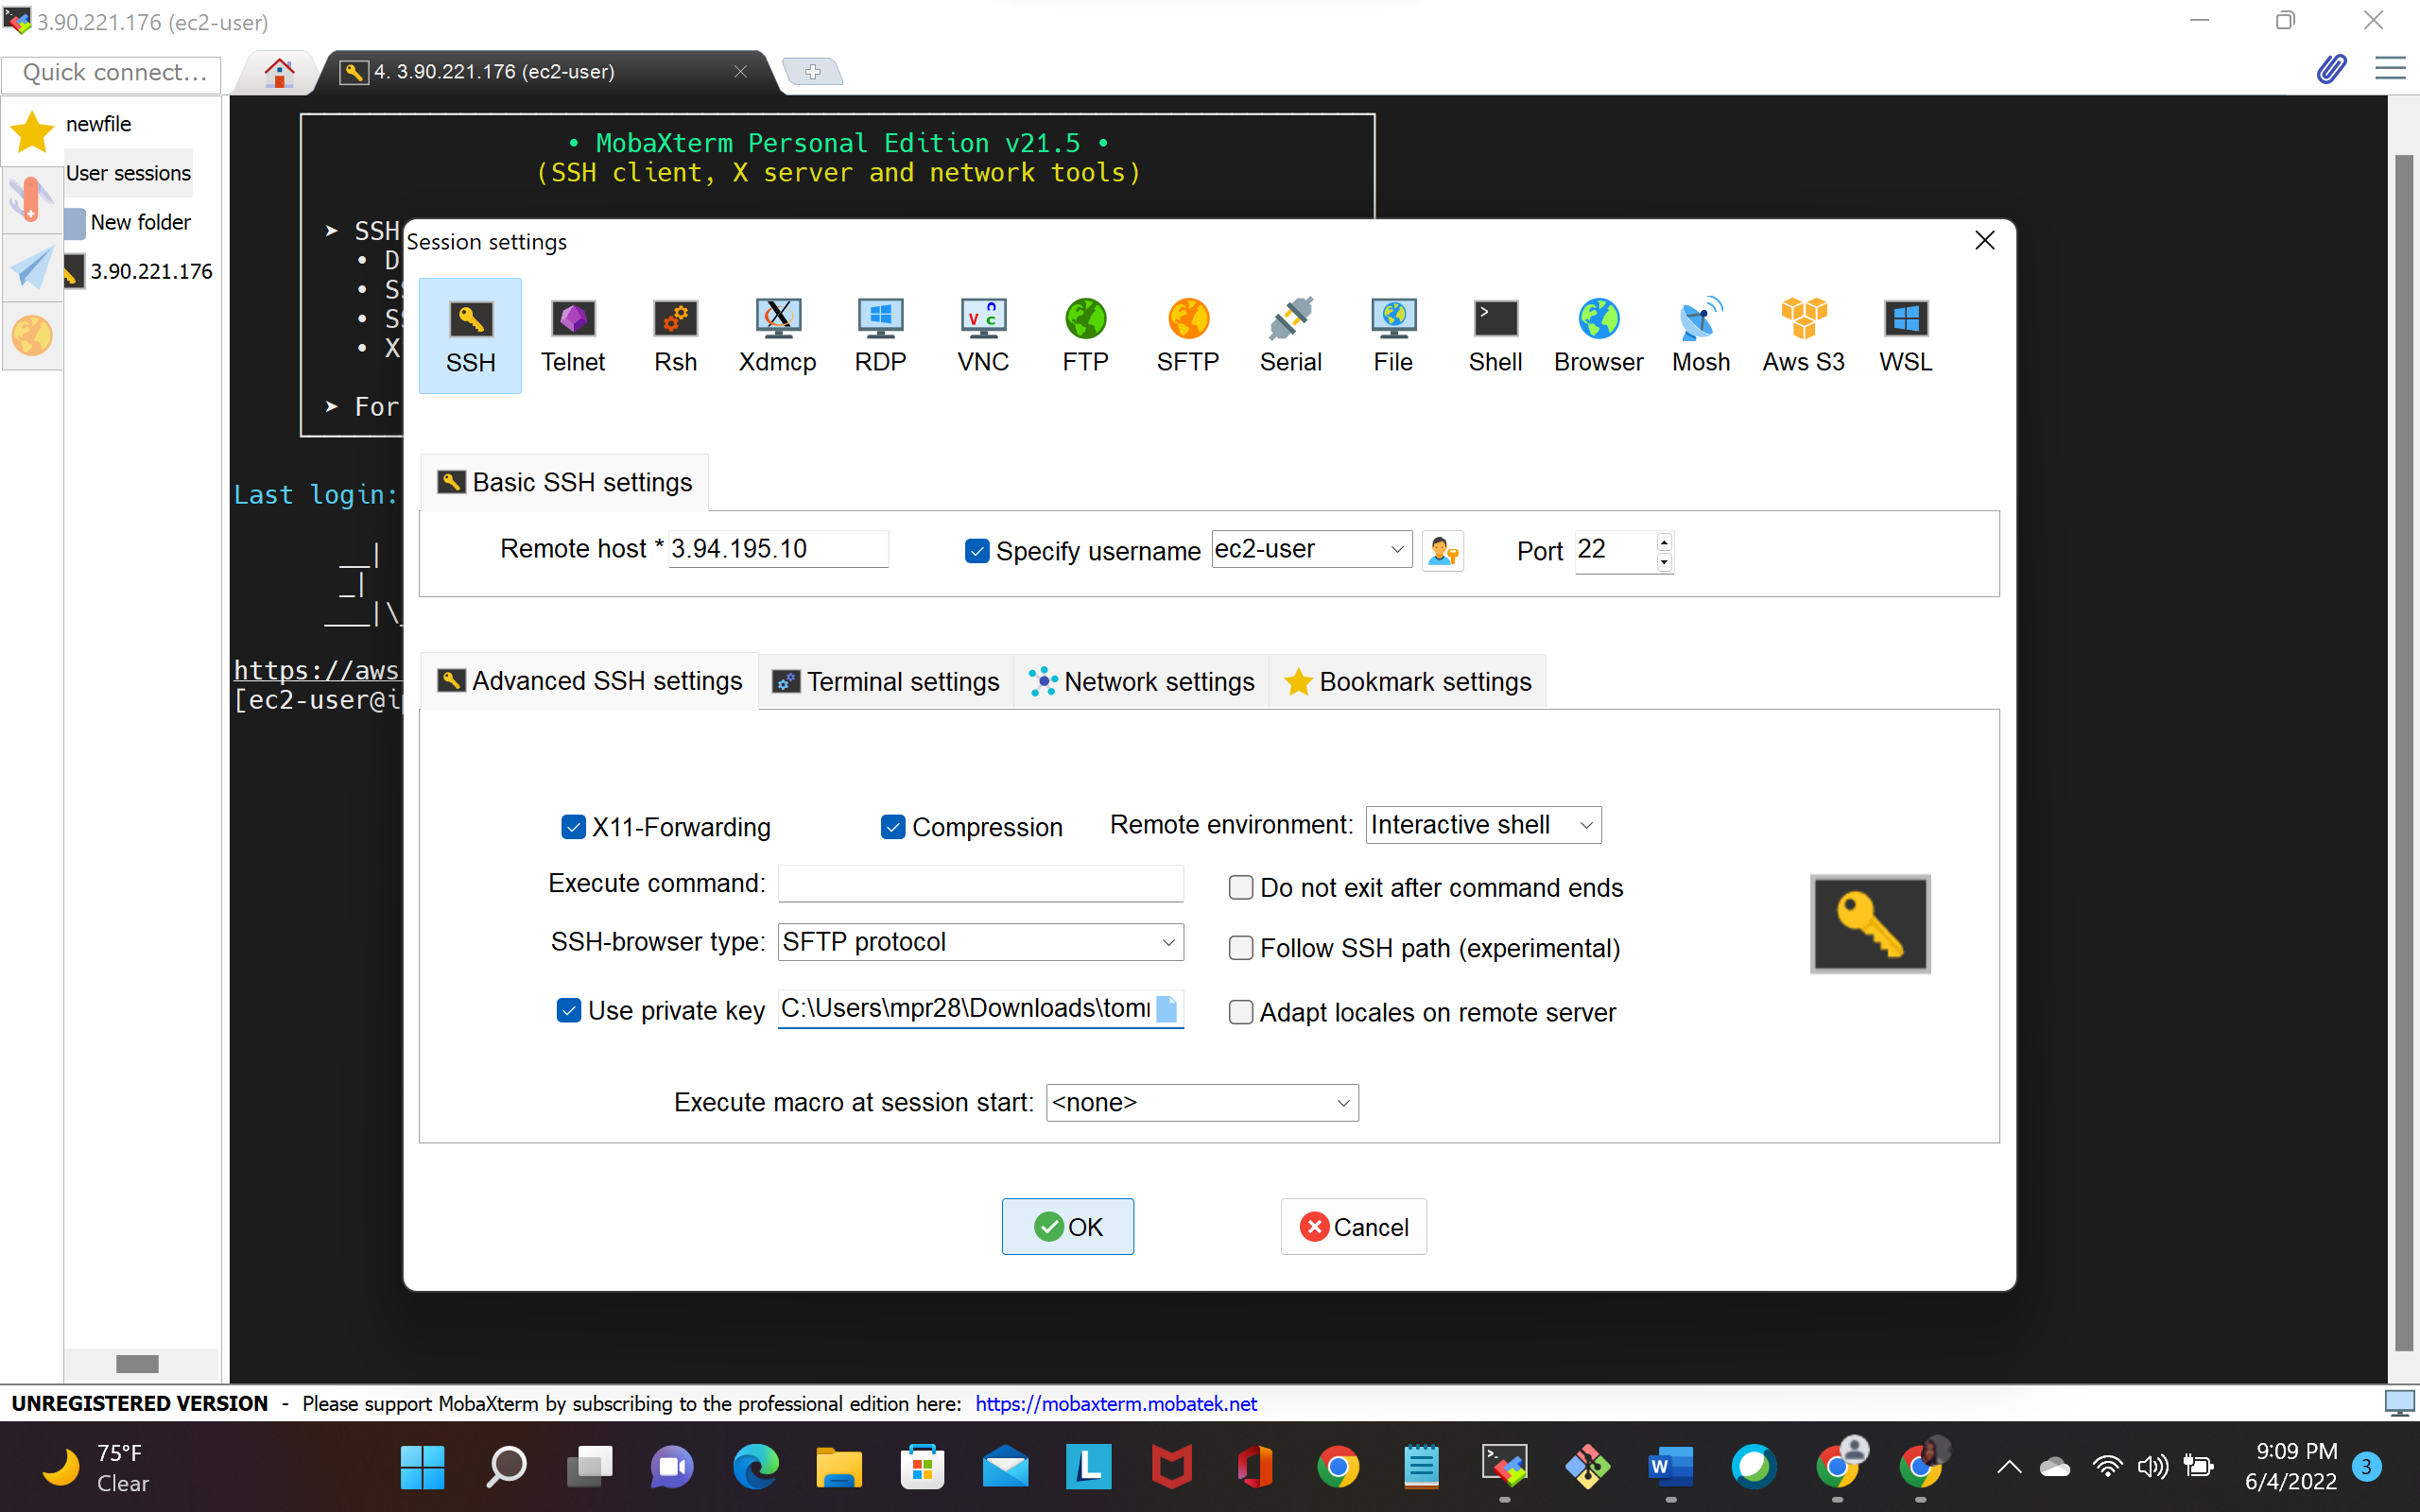 3.90.221.176 (ec2-user)
Quick connect...
4. 3.90.221.176 (ec2-user)
newfile
User sessions
New folder
3.90.221.176
• MobaXterm Personal Edition v21.5 •
(SSH client, X server and network tools)
➤ SSH
• D
• SS
• SS
• X
➤ For
Last login:
__|
_|
___|\_
https://aws
[ec2-user@ip
Session settings
SSH
Telnet
Rsh
Xdmcp
RDP
VNC
FTP
SFTP
Serial
File
Shell
Browser
Mosh
Aws S3
WSL
Basic SSH settings
Remote host * 3.94.195.10
Specify username ec2-user
Port 22
Advanced SSH settings
Terminal settings
Network settings
Bookmark settings
X11-Forwarding
Compression
Remote environment: Interactive shell
Execute command:
Do not exit after command ends
SSH-browser type: SFTP protocol
Follow SSH path (experimental)
Use private key C:\Users\mpr28\Downloads\tom
Adapt locales on remote server
Execute macro at session start: <none>
OK
Cancel
UNREGISTERED VERSION - Please support MobaXterm by subscribing to the professional edition here: https://mobaxterm.mobatek.net
75°F
Clear
9:09 PM
6/4/2022
3